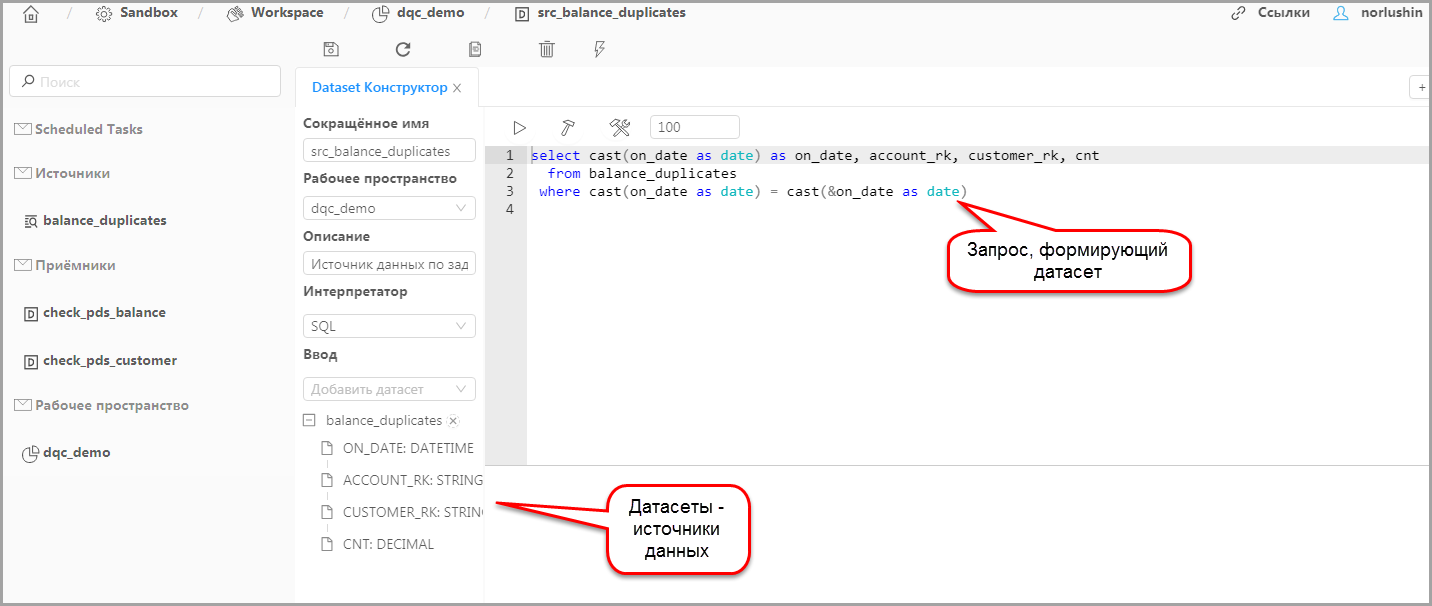 / Sandbox / Workspace / dqc_demo / src_balance_duplicates Ссылки norlushin
Поиск
Scheduled Tasks
Источники
balance_duplicates
Приёмники
check_pds_balance
check_pds_customer
Рабочее пространство
dqc_demo
Dataset Конструктор
+
Сокращённое имя
src_balance_duplicates
Рабочее пространство
dqc_demo
Описание
Источник данных по зад
Интерпретатор
SQL
Ввод
Добавить датасет
balance_duplicates
ON_DATE: DATETIME
ACCOUNT_RK: STRING
CUSTOMER_RK: STRING
CNT: DECIMAL
100
1 select cast(on_date as date) as on_date, account_rk, customer_rk, cnt
2 from balance_duplicates
3 where cast(on_date as date) = cast(&on_date as date)
4
Запрос, формирующий
датасет
Датасеты -
источники
данных